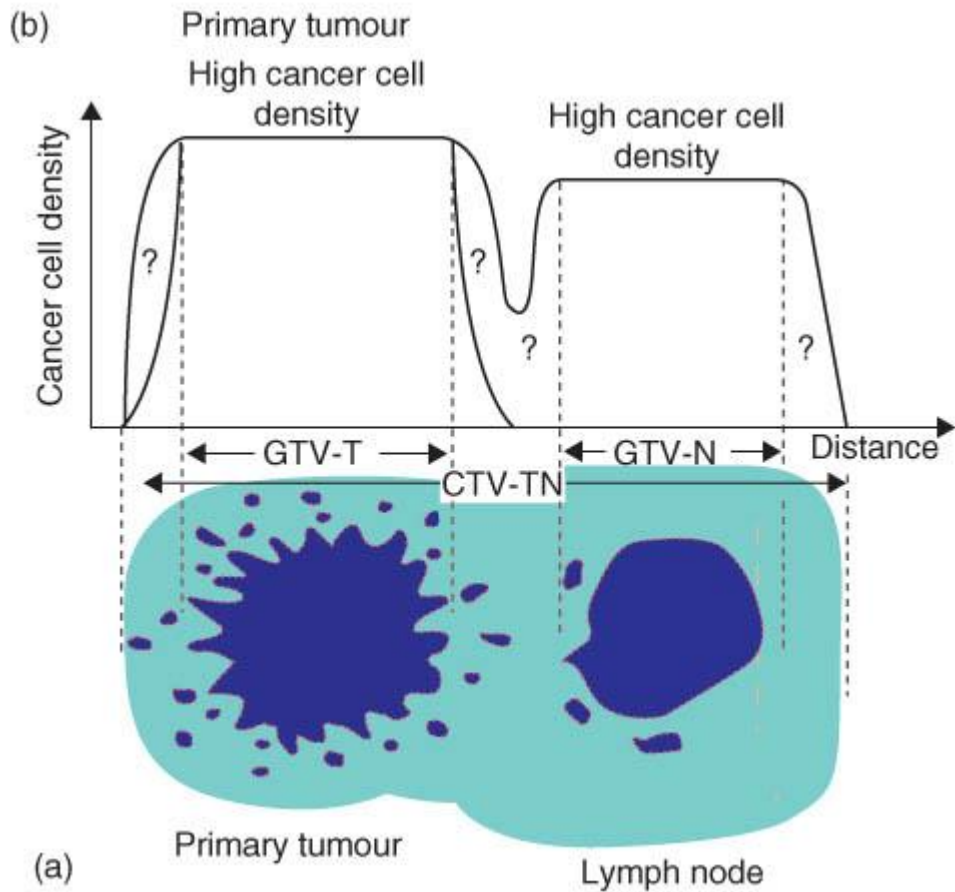 (b)
Primary tumour
High cancer cell
density
High cancer cell
density
Cancer cell density
?
?
?
?
GTV-T
GTV-N
Distance
CTV-TN
Primary tumour
Lymph node
(a)